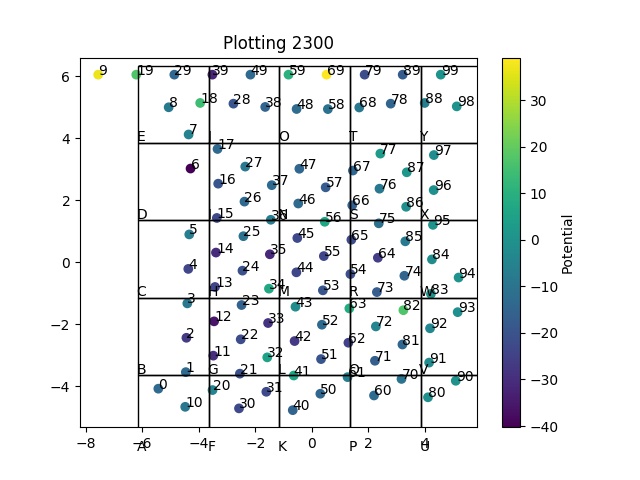 Plotting 2300
9 19 29 39 49 59 69 79 89 99
8 18 28 38 48 58 68 78 88 98
7 17 E O T Y
6 27 37 47 57 67 77 87 97
16 26 36 46 56 66 76 86 96
D 15 N S X
5 25 35 45 55 65 75 85 95
4 14 24 34 44 54 64 74 84 94
C 13 H M R W
3 23 33 43 53 63 73 83 93
2 12 22 32 42 52 62 72 82 92
B 11 G L Q V
1 21 31 41 51 61 71 81 91
0 10 20 30 40 50 60 70 80 90
A F K P U
6
4
2
0
−2
−4
−8 −6 −4 −2 0 2 4
30
20
10
0
−10
−20
−30
−40
Potential